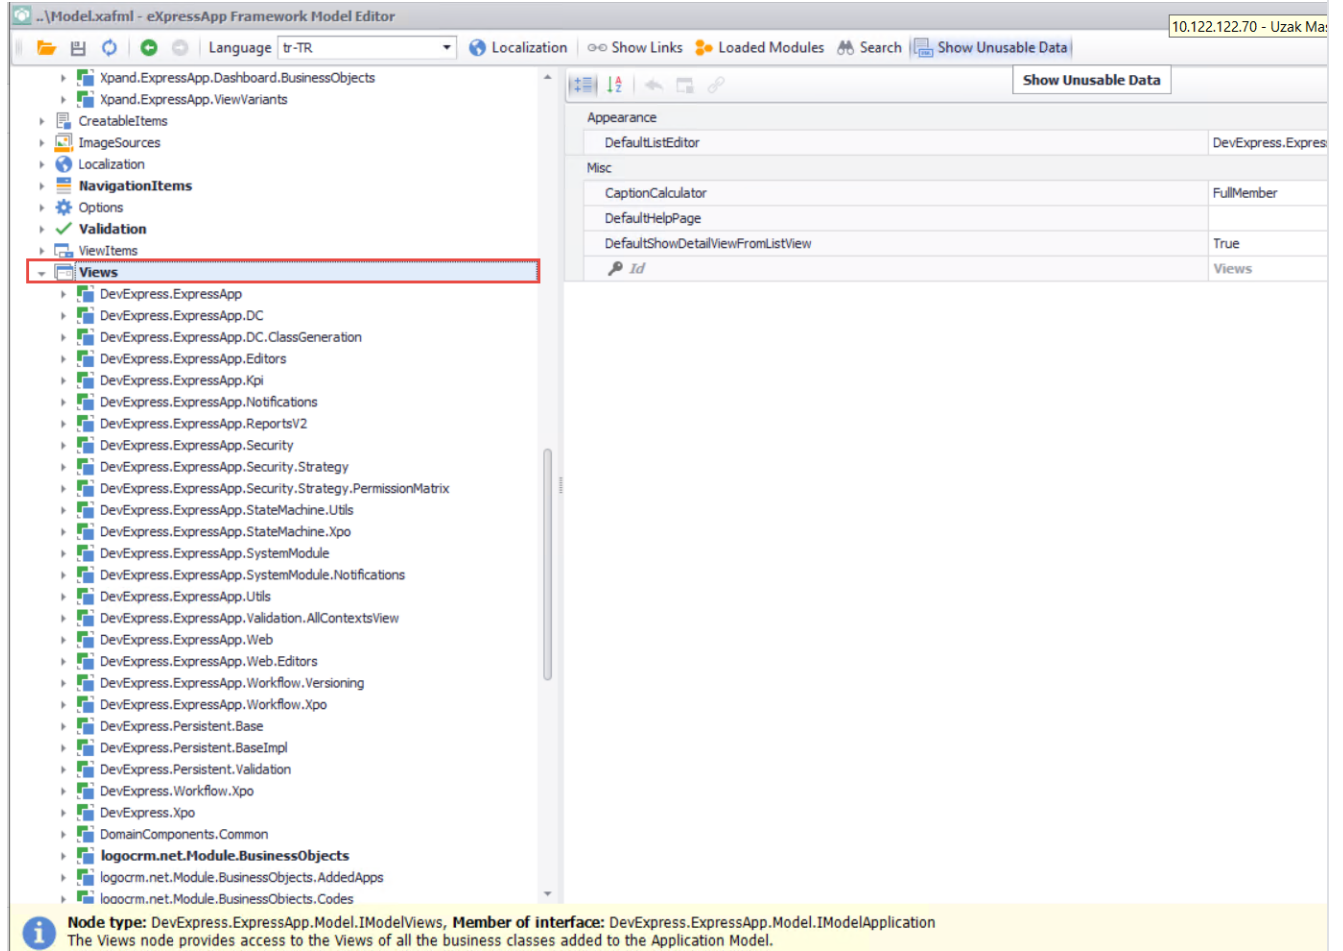 ..\Model.xafml - eXpressApp Framework Model Editor
10.122.122.70 - Uzak Mas
Language tr-TR Localization Show Links Loaded Modules Search Show Unusable Data
Show Unusable Data
Xpand.ExpressApp.Dashboard.BusinessObjects
Xpand.ExpressApp.ViewVariants
CreatableItems
ImageSources
Localization
NavigationItems
Options
Validation
ViewItems
Views
DevExpress.ExpressApp
DevExpress.ExpressApp.DC
DevExpress.ExpressApp.DC.ClassGeneration
DevExpress.ExpressApp.Editors
DevExpress.ExpressApp.Kpi
DevExpress.ExpressApp.Notifications
DevExpress.ExpressApp.ReportsV2
DevExpress.ExpressApp.Security
DevExpress.ExpressApp.Security.Strategy
DevExpress.ExpressApp.Security.Strategy.PermissionMatrix
DevExpress.ExpressApp.StateMachine.Utils
DevExpress.ExpressApp.StateMachine.Xpo
DevExpress.ExpressApp.SystemModule
DevExpress.ExpressApp.SystemModule.Notifications
DevExpress.ExpressApp.Utils
DevExpress.ExpressApp.Validation.AllContextsView
DevExpress.ExpressApp.Web
DevExpress.ExpressApp.Web.Editors
DevExpress.ExpressApp.Workflow.Versioning
DevExpress.ExpressApp.Workflow.Xpo
DevExpress.Persistent.Base
DevExpress.Persistent.BaseImpl
DevExpress.Persistent.Validation
DevExpress.Workflow.Xpo
DevExpress.Xpo
DomainComponents.Common
logocrm.net.Module.BusinessObjects
logocrm.net.Module.BusinessObjects.AddedApps
logocrm.net.Module.BusinessObjects.Codes
Appearance
DefaultListEditor DevExpress.Expres
Misc
CaptionCalculator FullMember
DefaultHelpPage
DefaultShowDetailViewFromListView True
Id Views
Node type: DevExpress.ExpressApp.Model.IModelViews, Member of interface: DevExpress.ExpressApp.Model.IModelApplication
The Views node provides access to the Views of all the business classes added to the Application Model.